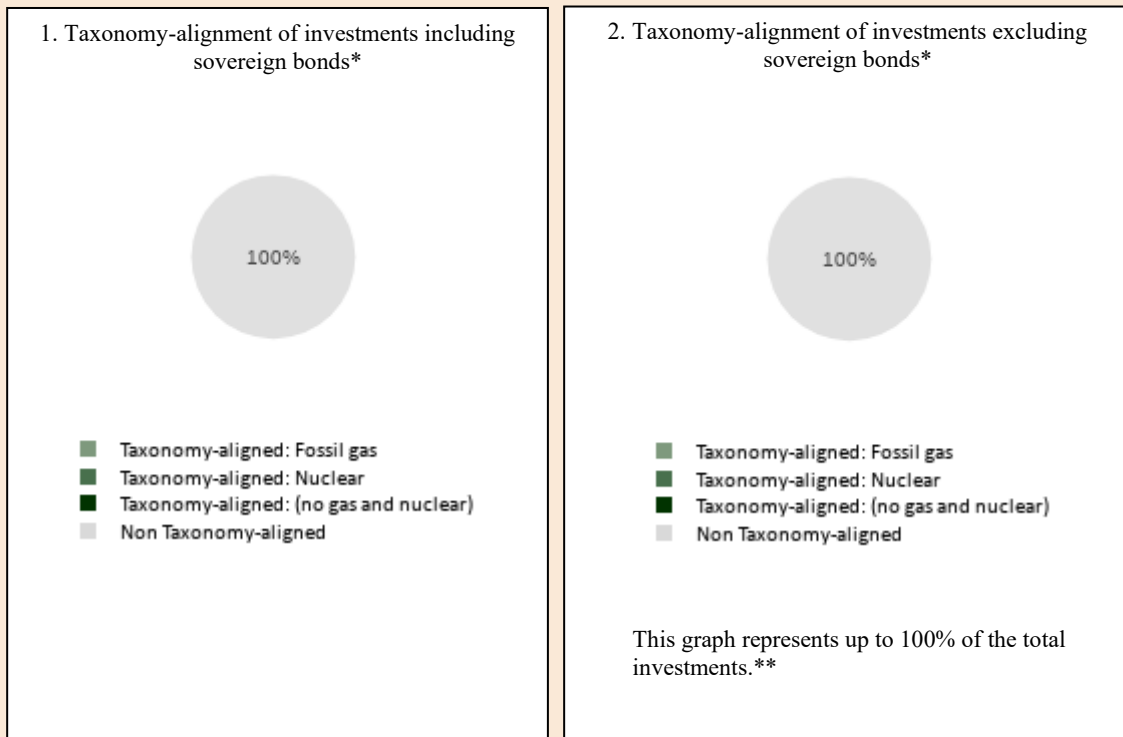 1. Taxonomy-alignment of investments including
sovereign bonds*
100%
Taxonomy-aligned: Fossil gas
Taxonomy-aligned: Nuclear
Taxonomy-aligned: (no gas and nuclear)
Non Taxonomy-aligned
2. Taxonomy-alignment of investments excluding
sovereign bonds*
100%
Taxonomy-aligned: Fossil gas
Taxonomy-aligned: Nuclear
Taxonomy-aligned: (no gas and nuclear)
Non Taxonomy-aligned
This graph represents up to 100% of the total
investments.**